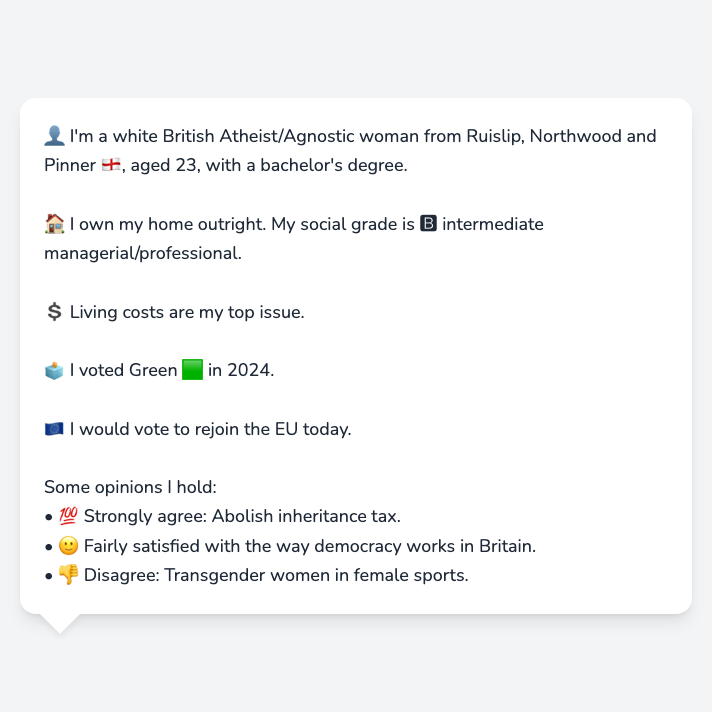 👤 I'm a white British Atheist/Agnostic woman from Ruislip, Northwood and
Pinner 🏴󠁧󠁢󠁥󠁮󠁧󠁿, aged 23, with a bachelor's degree.
🏠 I own my home outright. My social grade is 🅱 intermediate
managerial/professional.
💲 Living costs are my top issue.
🗳️ I voted Green 🟩 in 2024.
🇪🇺 I would vote to rejoin the EU today.
Some opinions I hold:
• 💯 Strongly agree: Abolish inheritance tax.
• 🙂 Fairly satisfied with the way democracy works in Britain.
• 👎 Disagree: Transgender women in female sports.